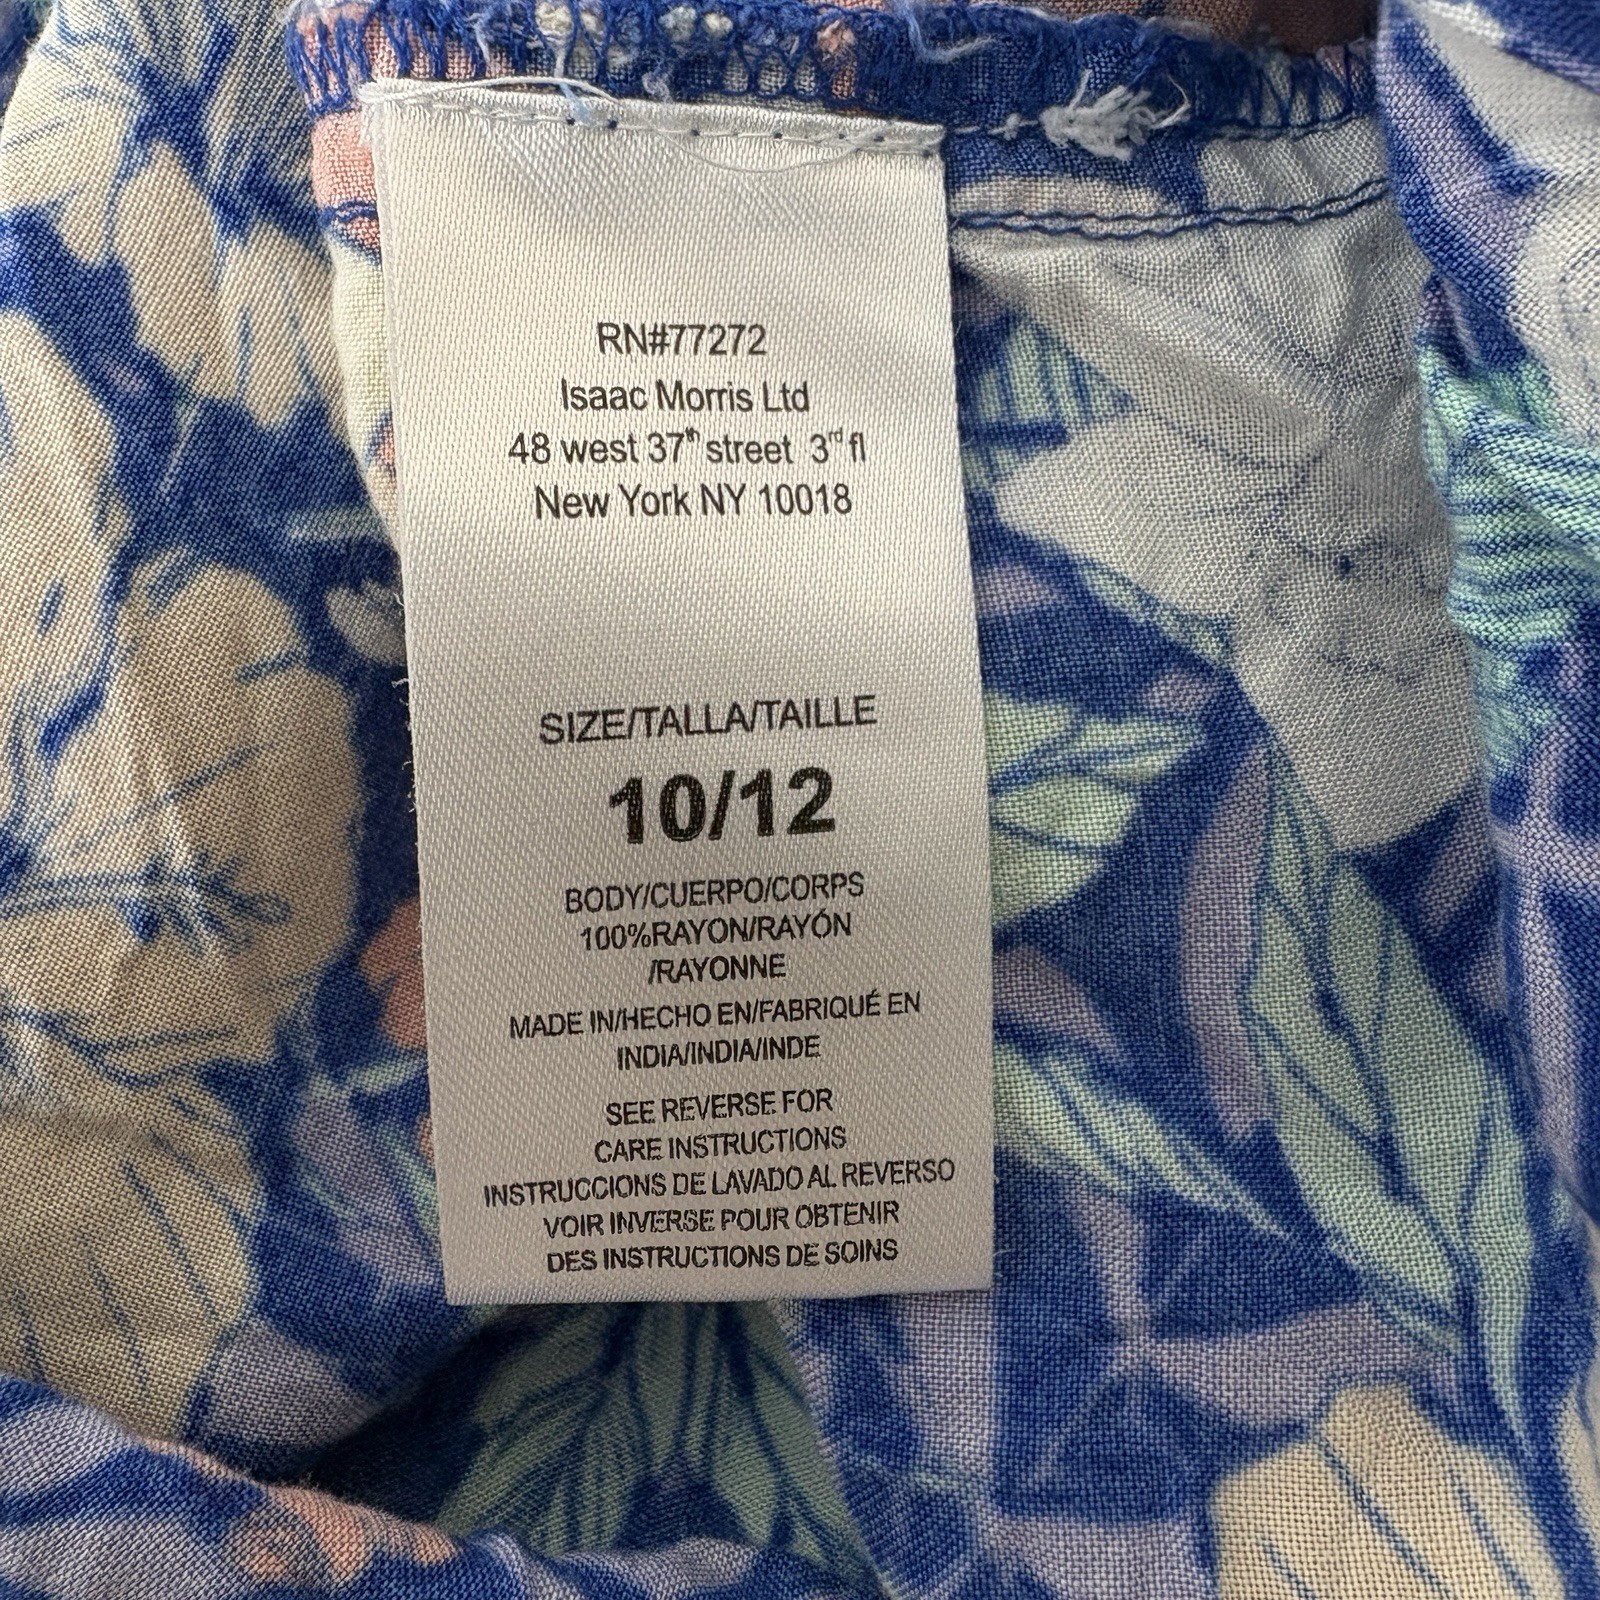 RN#77272
Isaac Morris Ltd
48 west 37th street 3rd fl
New York NY 10018
SIZE/TALLA/TAILLE
10/12
BODY/CUERPO/CORPS
100%RAYON/RAYÓN
/RAYONNE
MADE IN/HECHO EN/FABRIQUÉ EN
INDIA/INDIA/INDE
SEE REVERSE FOR
CARE INSTRUCTIONS
INSTRUCCIONS DE LAVADO AL REVERSO
VOIR INVERSE POUR OBTENIR
DES INSTRUCTIONS DE SOINS